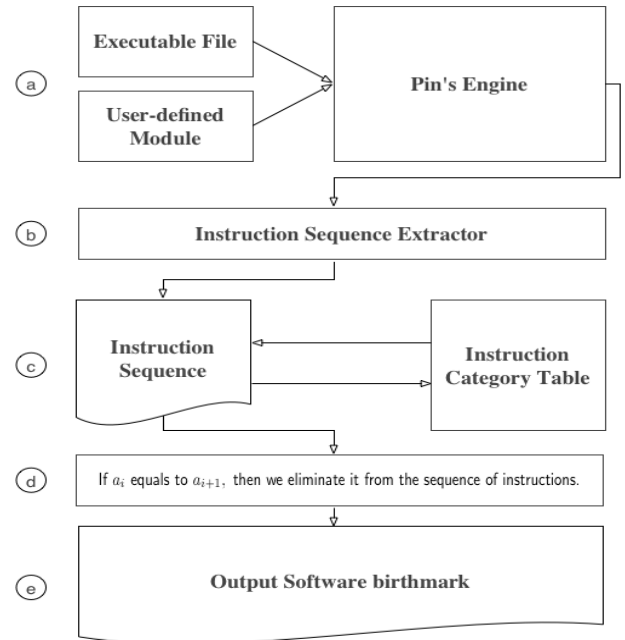 a
Executable File
User-defined
Module
Pin's Engine
b
Instruction Sequence Extractor
c
Instruction
Sequence
Instruction
Category Table
d
If a_i equals to a_{i+1}, then we eliminate it from the sequence of instructions.
e
Output Software birthmark